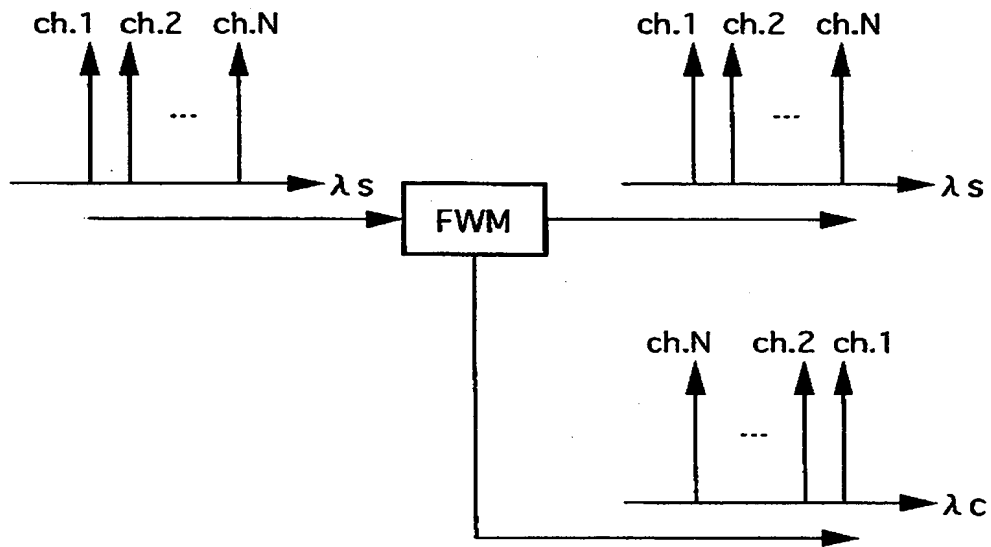 ch.1 ch.2 ch.N
--- 
λs
ch.1 ch.2 ch.N
---
λs
FWM
ch.N ch.2 ch.1
---
λc